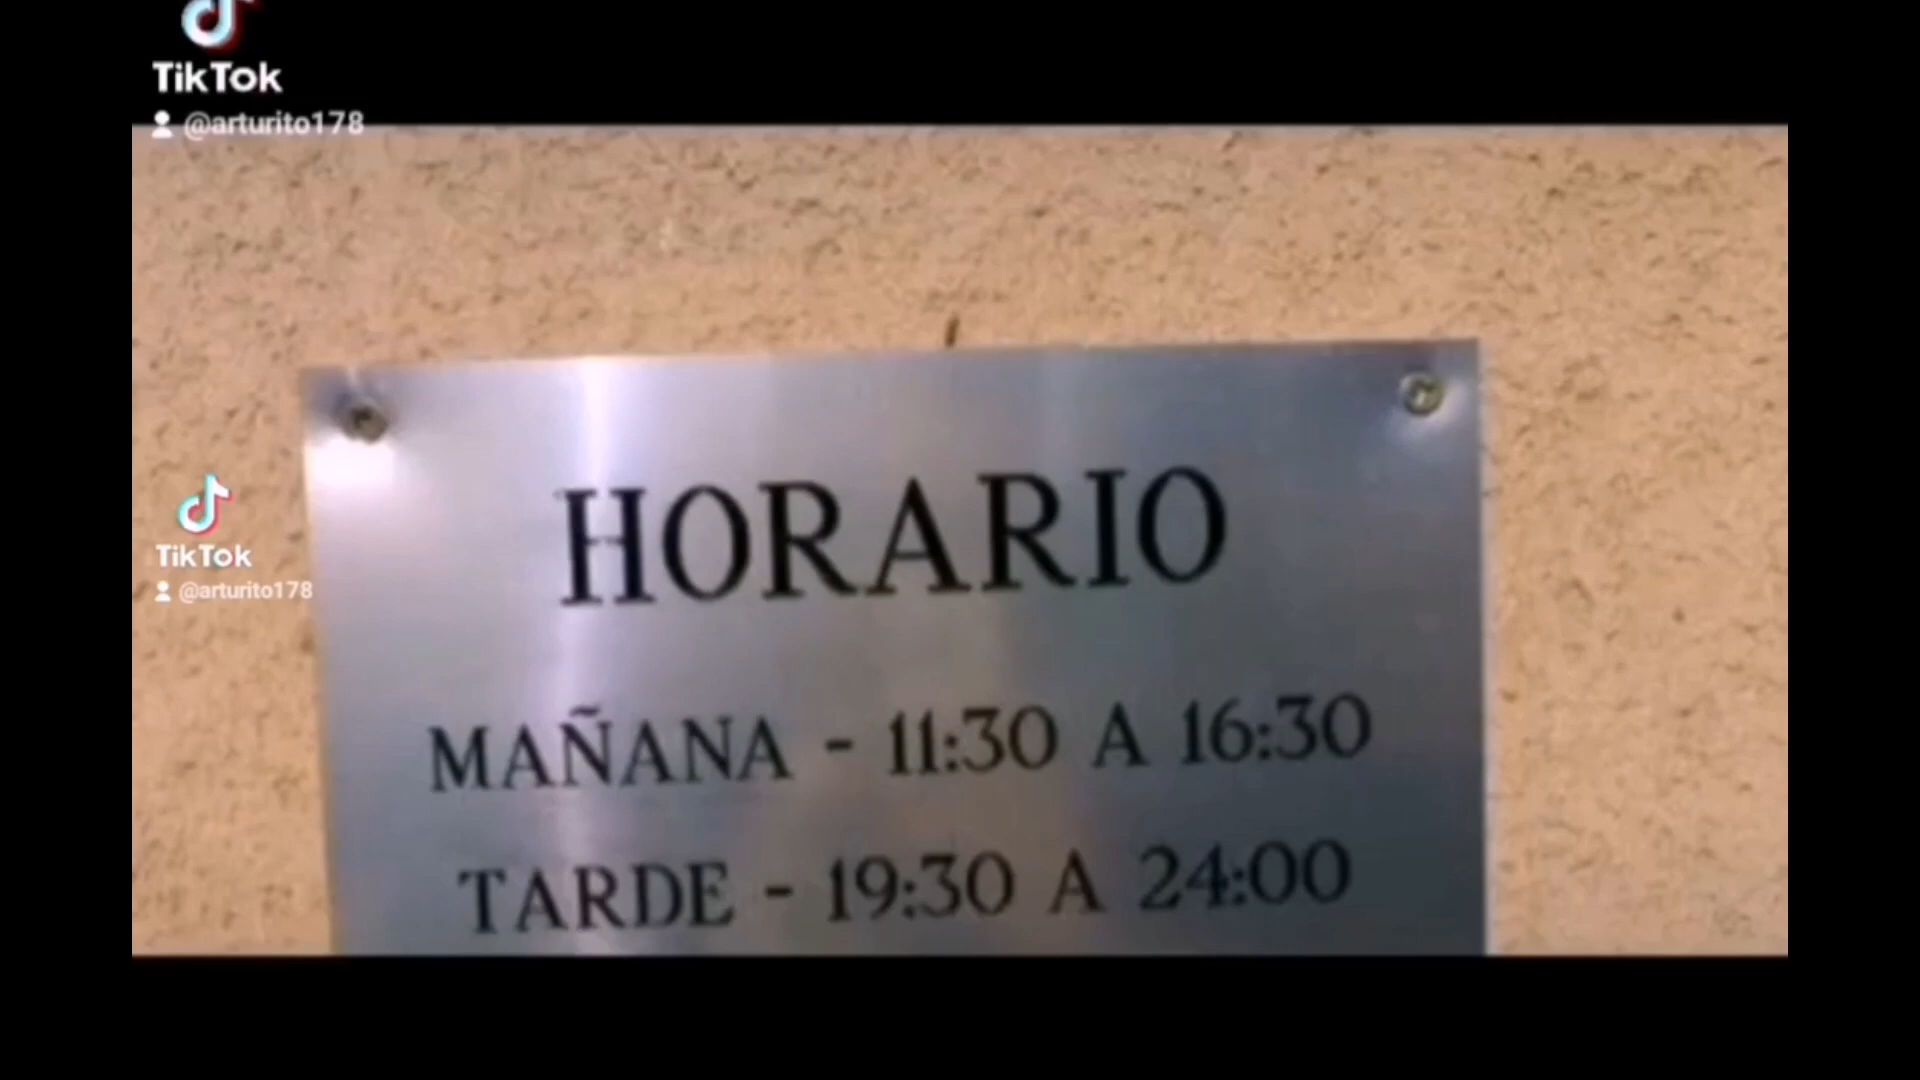 TikTok
@arturito178
HORARIO
TikTok
@arturito178
MAÑANA - 11:30 A 16:30
TARDE - 19:30 A 24:00